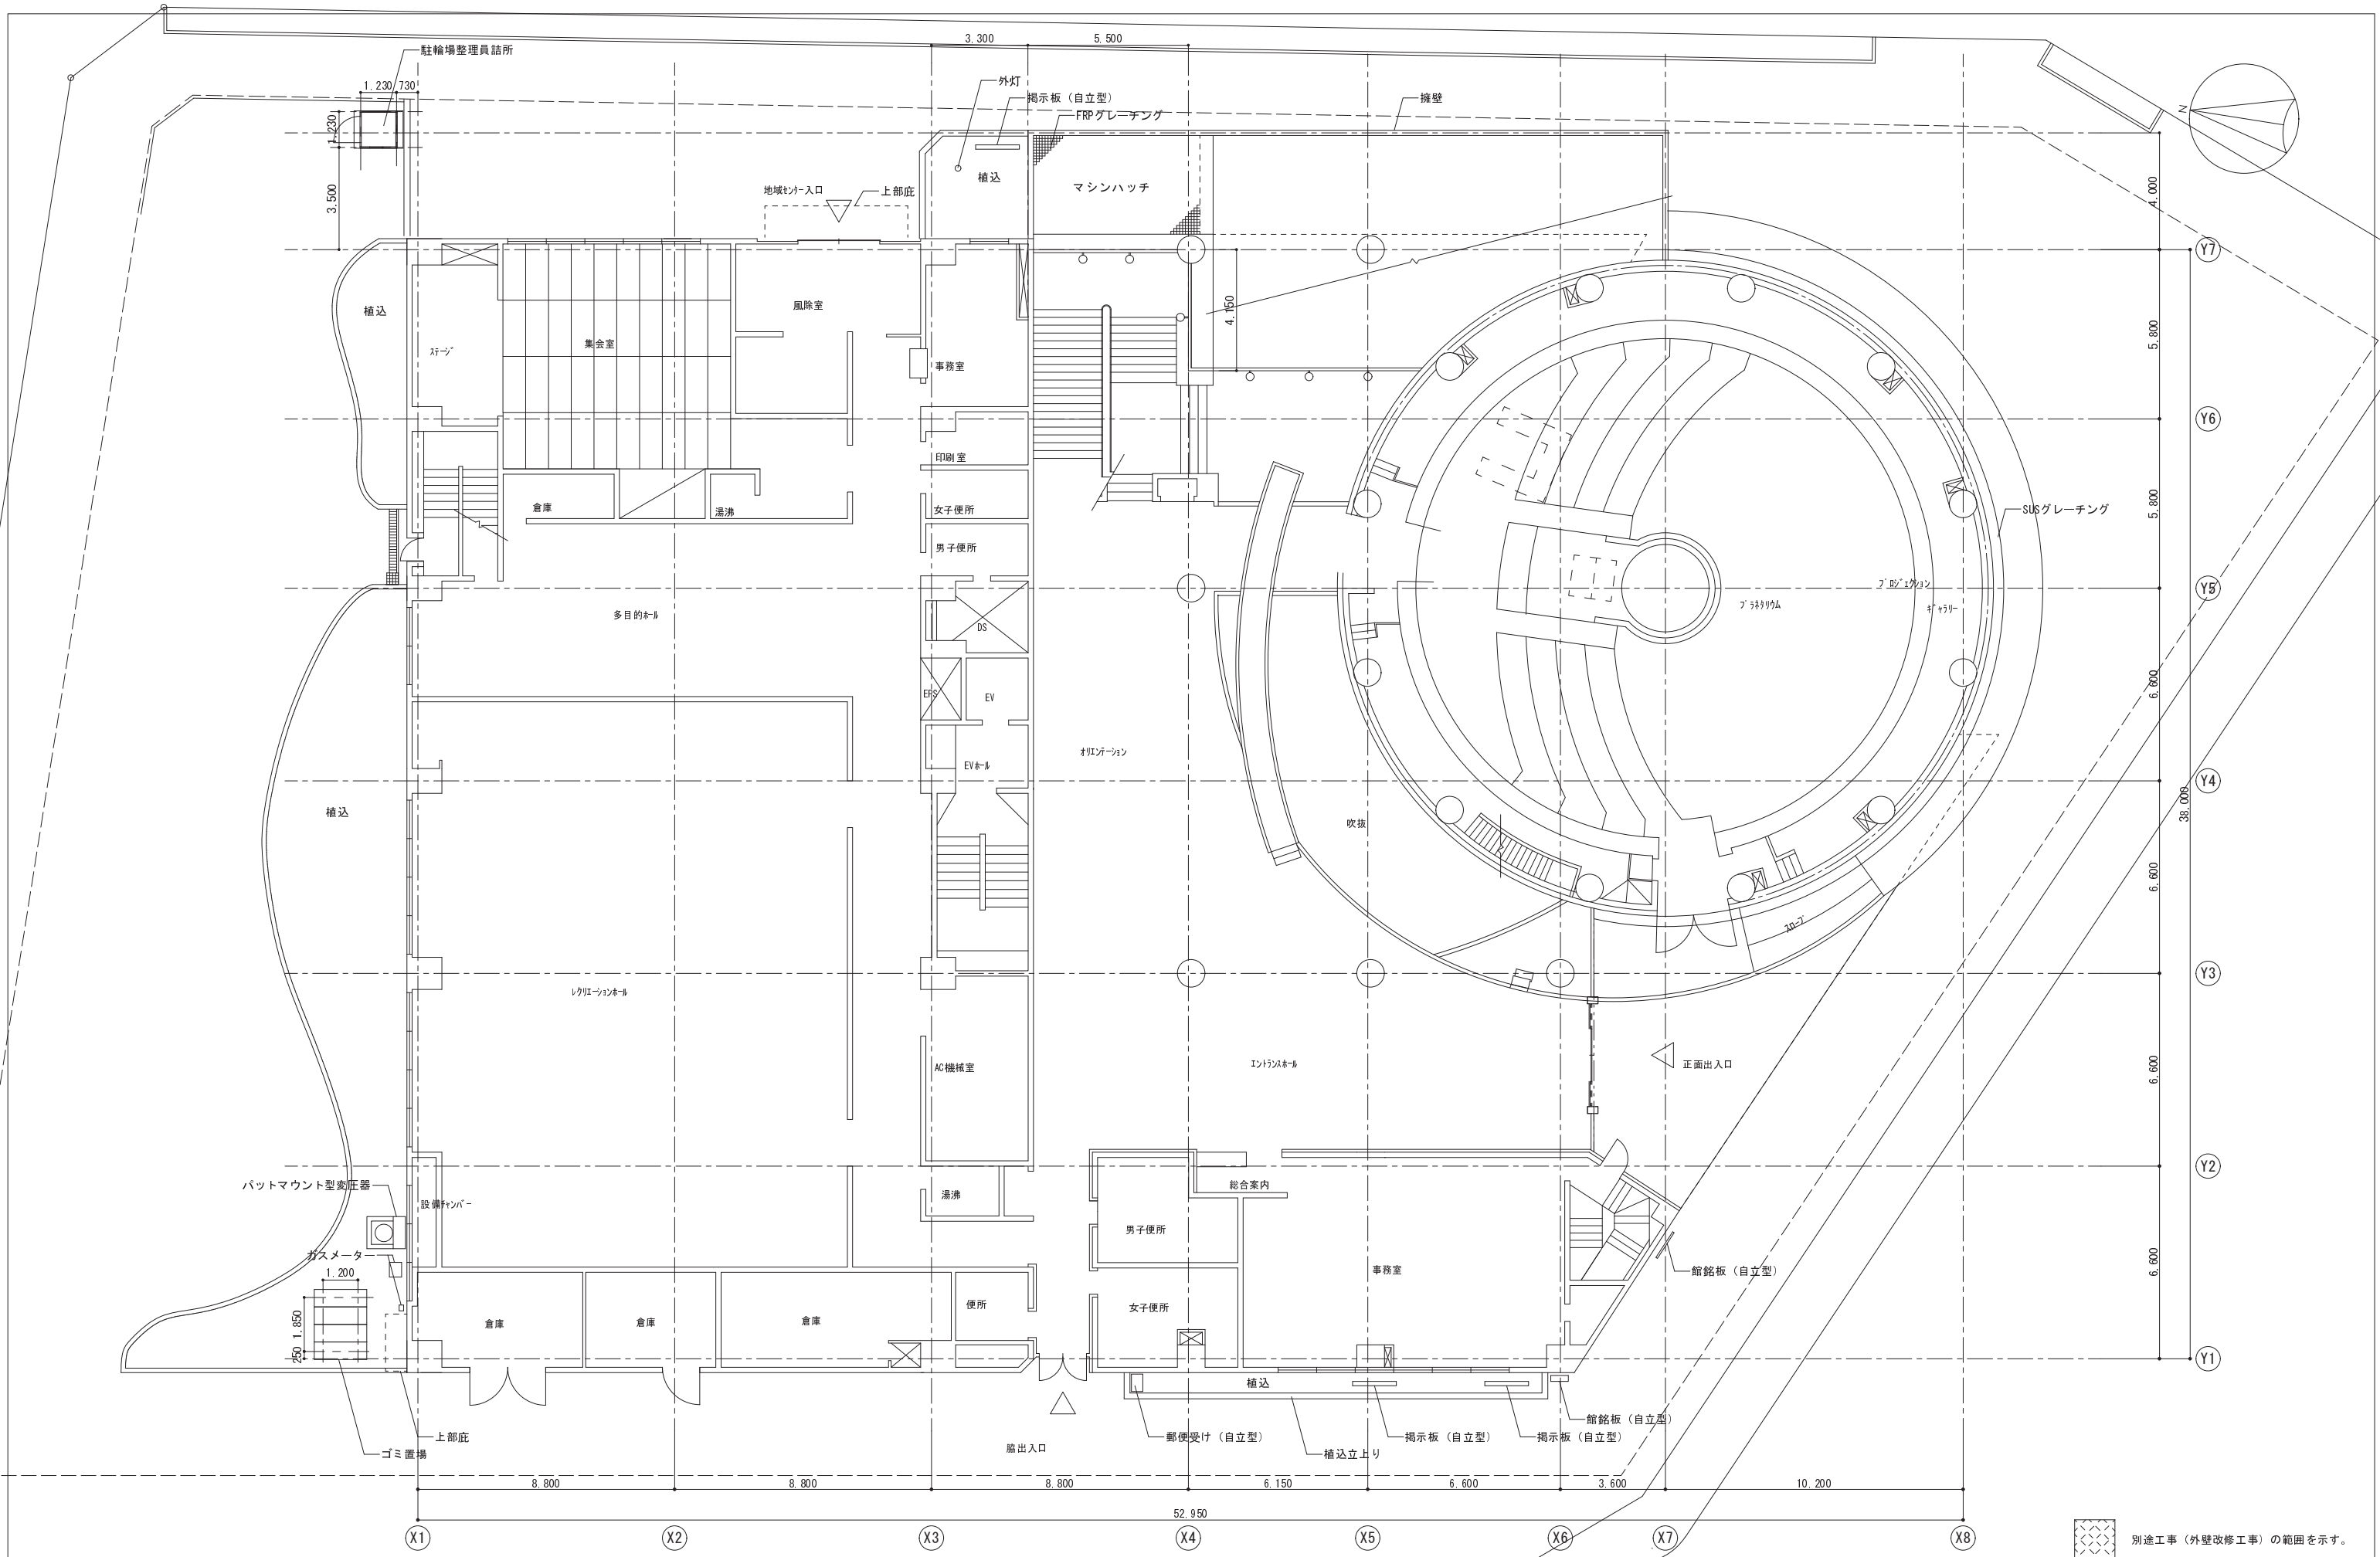 3.300
5.500
駐輪場整理員詰所
1.230
730
外灯
掲示板（自立型）
擁壁
FRPグレーチング
N
1.230
3.500
植込
マシンハッチ
4.000
地域ｾﾝﾀｰ入口
上部庇
Y7
植込
風除室
4.150
5.800
ｽﾃｰｼﾞ
集会室
事務室
Y6
印刷室
倉庫
湯沸
女子便所
5.800
SUSグレーチング
男子便所
多目的ﾎｰﾙ
DS
ﾌﾟﾛｼﾞｪｸｼｮﾝ
ﾌﾟﾗﾈﾀﾘｳﾑ
ｷﾞｬﾗﾘｰ
Y5
EPS
EV
6.600
ｵﾘｴﾝﾃｰｼｮﾝ
EVﾎｰﾙ
Y4
38.000
植込
吹抜
6.600
ｽﾛｰﾌﾟ
Y3
ﾚｸﾘｴｰｼｮﾝﾎｰﾙ
AC機械室
ｴﾝﾄﾗﾝｽﾎｰﾙ
正面出入口
6.600
Y2
パットマウント型変圧器
設備ﾁｬﾝﾊﾞｰ
湯沸
総合案内
男子便所
ガスメーター
事務室
館銘板（自立型）
6.600
1.200
1.850
250
倉庫
倉庫
倉庫
便所
女子便所
Y1
植込
館銘板（自立型）
上部庇
ゴミ置場
脇出入口
郵便受け（自立型）
植込立上り
掲示板（自立型）
掲示板（自立型）
8.800
8.800
8.800
6.150
6.600
3.600
10.200
52.950
X1
X2
X3
X4
X5
X6
X7
X8
別途工事（外壁改修工事）の範囲を示す。